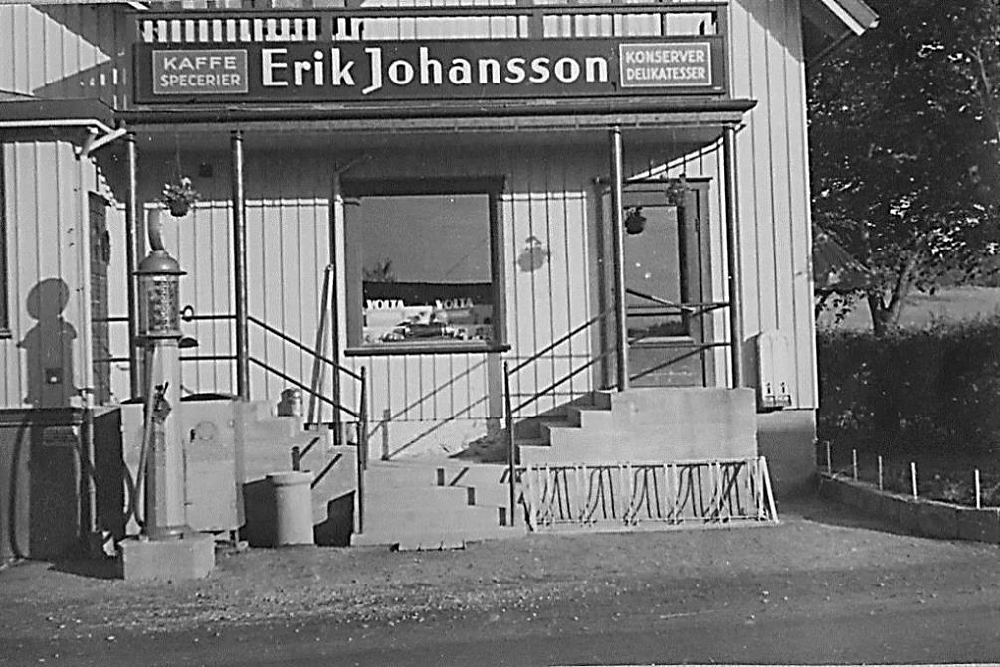 KAFFE
SPECERIER
Erik Johansson
KONSERVER
DELIKATESSER
VOLTA VOLTA